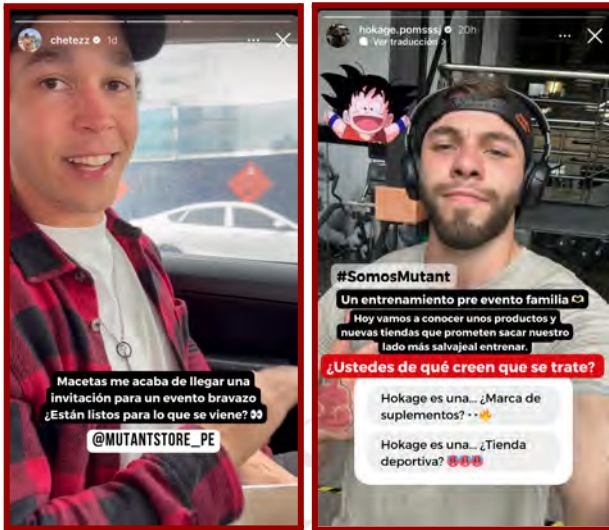 chetezz 1d
Macetas me acaba de llegar una
invitación para un evento bravazo
¿Están listos para lo que se viene? 👀
@MUTANTSTORE_PE
hokage.pomsssj 20h
Ver traducción >
#SomosMutant
Un entrenamiento pre evento familia 🫶
Hoy vamos a conocer unos productos y
nuevas tiendas que prometen sacar nuestro
lado más salvajeal entrenar.
¿Ustedes de qué creen que se trate?
Hokage es una... ¿Marca de
suplementos? 👀🔥
Hokage es una... ¿Tienda
deportiva?